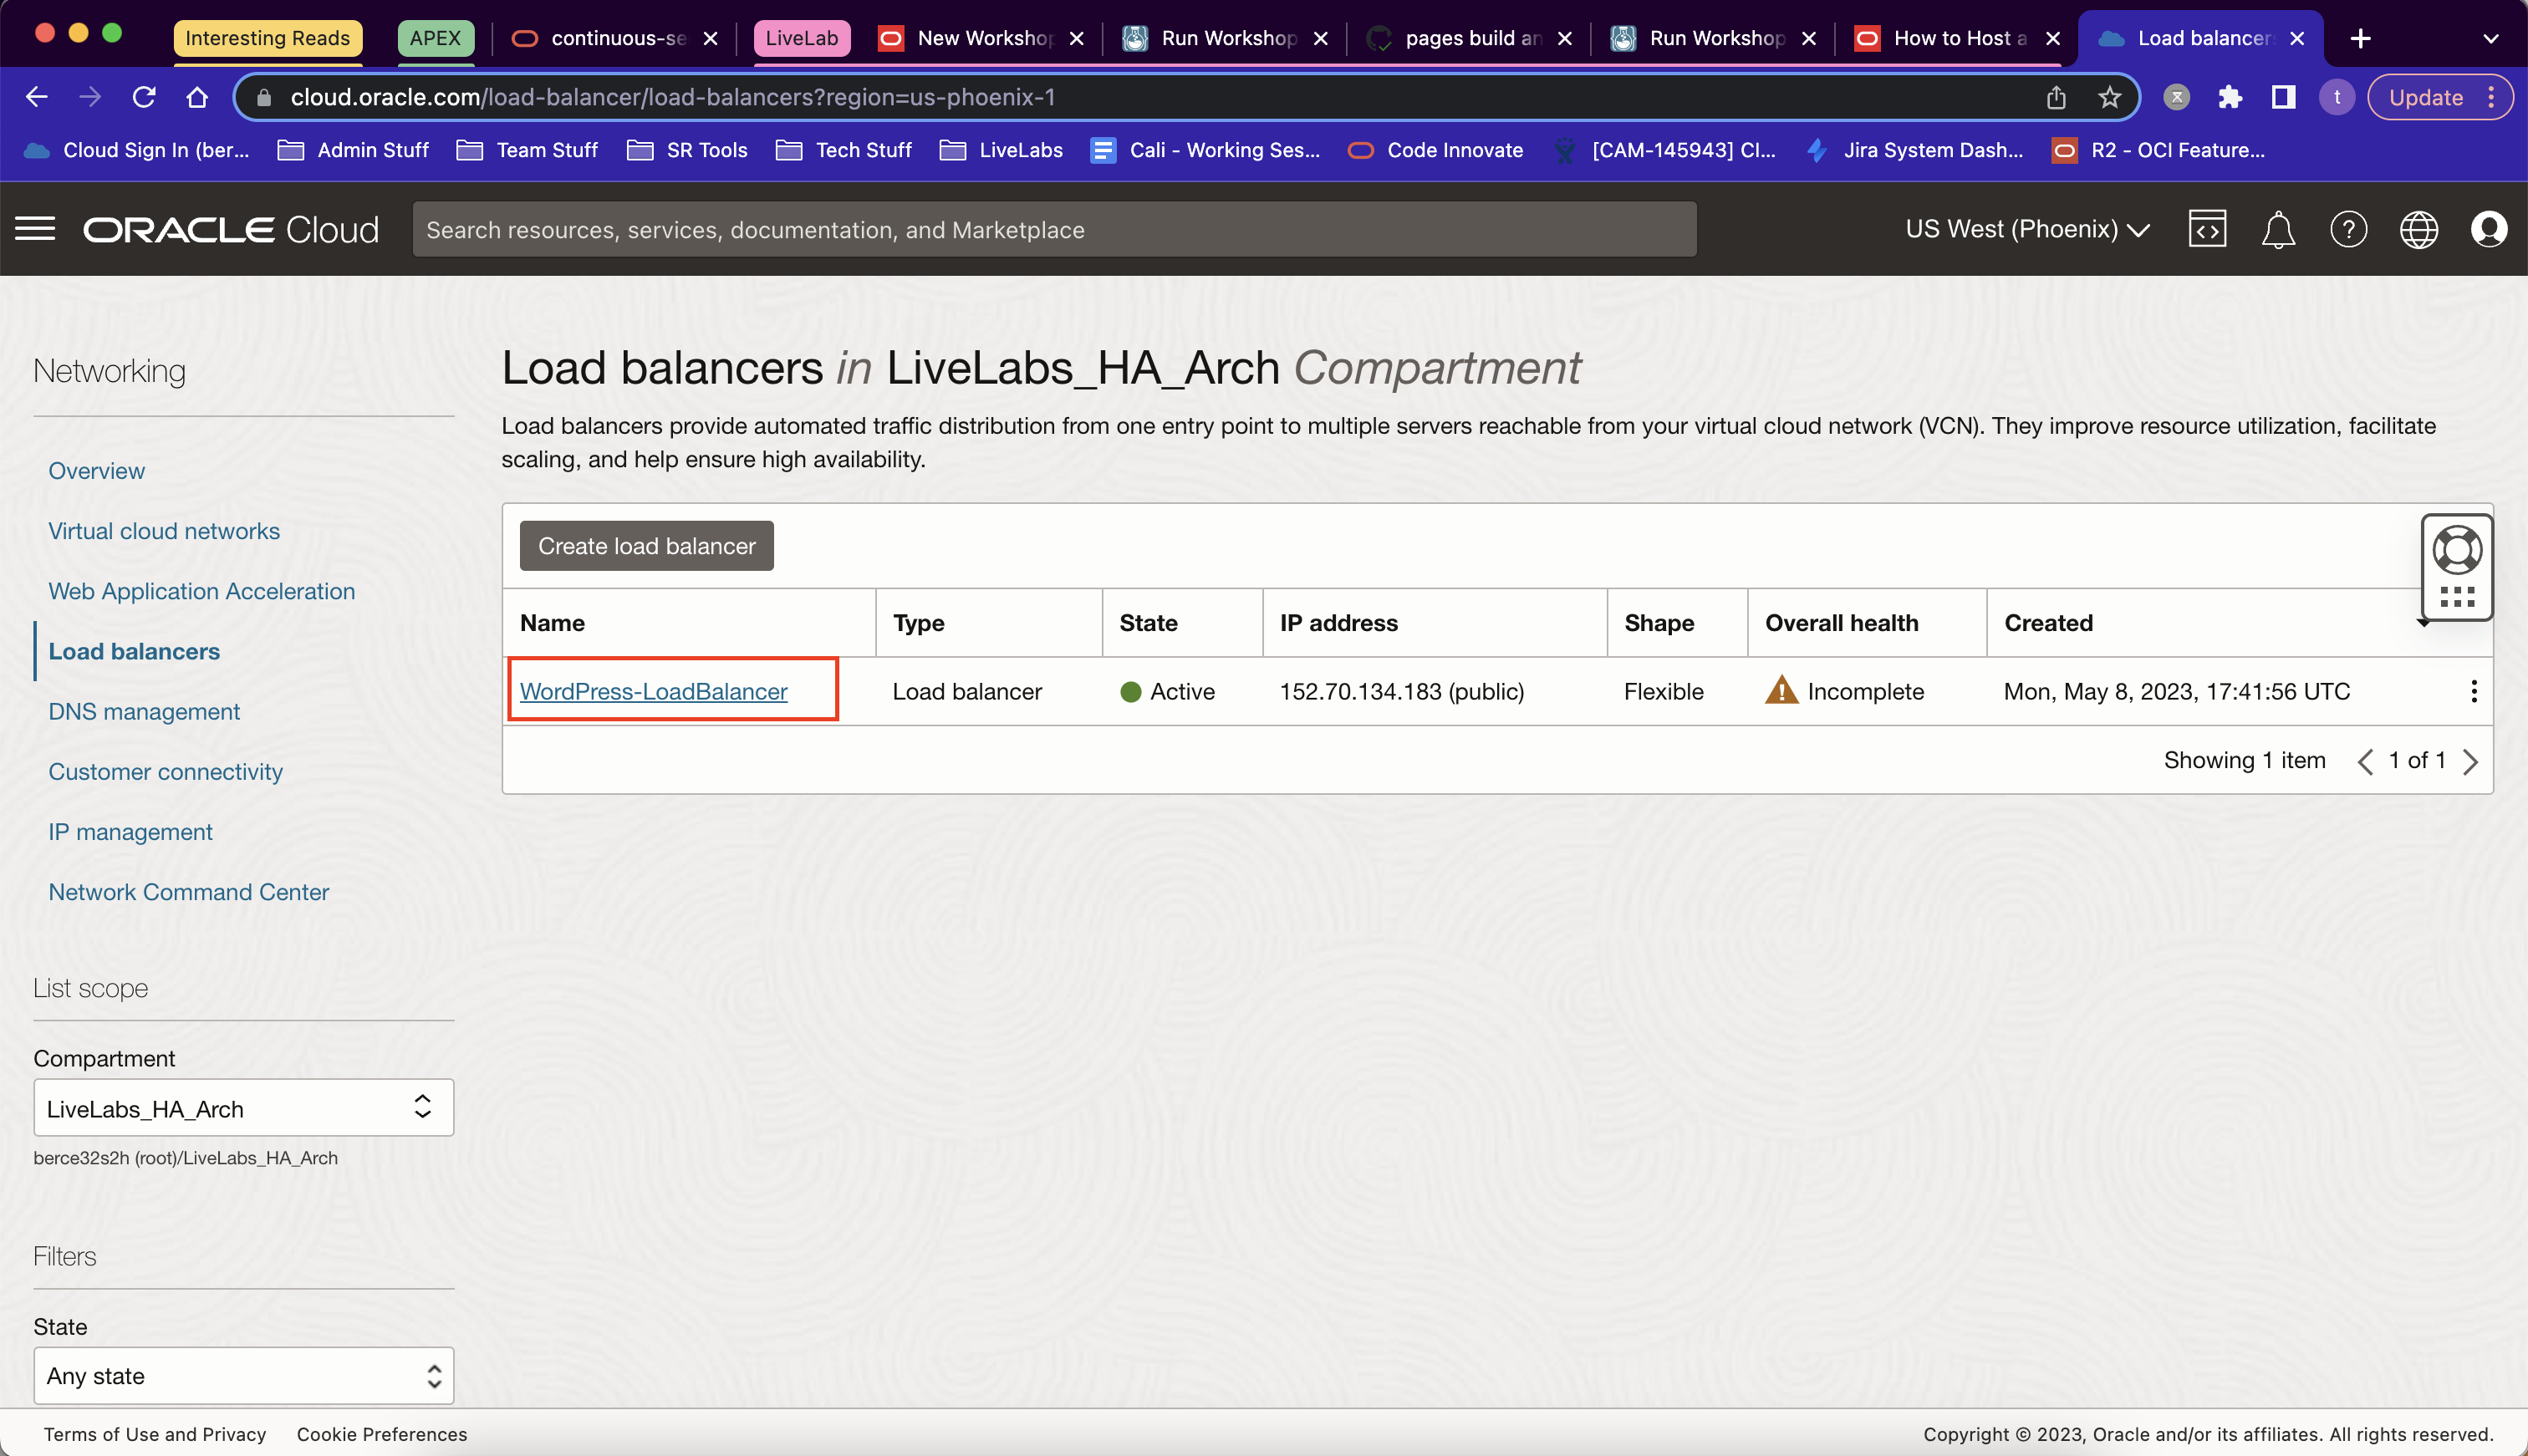 Interesting Reads APEX continuous-se LiveLab New Workshop Run Workshop pages build an Run Workshop How to Host a Load balancer
cloud.oracle.com/load-balancer/load-balancers?region=us-phoenix-1 t Update
Cloud Sign In (ber... Admin Stuff Team Stuff SR Tools Tech Stuff LiveLabs Cali - Working Ses... Code Innovate [CAM-145943] Cl... Jira System Dash... R2 - OCI Feature...
ORACLE Cloud Search resources, services, documentation, and Marketplace US West (Phoenix)
Networking
Overview
Virtual cloud networks
Web Application Acceleration
Load balancers
DNS management
Customer connectivity
IP management
Network Command Center
List scope
Compartment
LiveLabs_HA_Arch
berce32s2h (root)/LiveLabs_HA_Arch
Filters
State
Any state
Load balancers in LiveLabs_HA_Arch Compartment
Load balancers provide automated traffic distribution from one entry point to multiple servers reachable from your virtual cloud network (VCN). They improve resource utilization, facilitate
scaling, and help ensure high availability.
Create load balancer
Name Type State IP address Shape Overall health Created
WordPress-LoadBalancer Load balancer Active 152.70.134.183 (public) Flexible Incomplete Mon, May 8, 2023, 17:41:56 UTC
Showing 1 item 1 of 1
Terms of Use and Privacy Cookie Preferences Copyright © 2023, Oracle and/or its affiliates. All rights reserved.